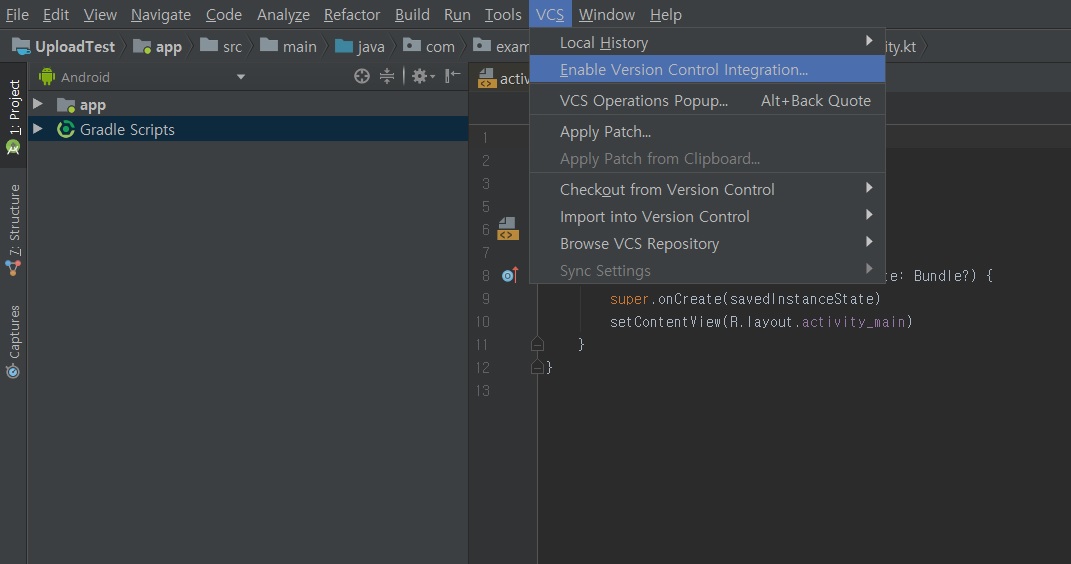 File Edit View Navigate Code Analyze Refactor Build Run Tools VCS Window Help
UploadTest app src main java com exam ity.kt
1: Project
7: Structure
Captures
Android
app
Gradle Scripts
activ
Local History
Enable Version Control Integration...
VCS Operations Popup... Alt+Back Quote
Apply Patch...
Apply Patch from Clipboard...
Checkout from Version Control
Import into Version Control
Browse VCS Repository
Sync Settings
1
2
3
5
6
7
8 te: Bundle?) {
9 super.onCreate(savedInstanceState)
10 setContentView(R.layout.activity_main)
11 }
12 }
13